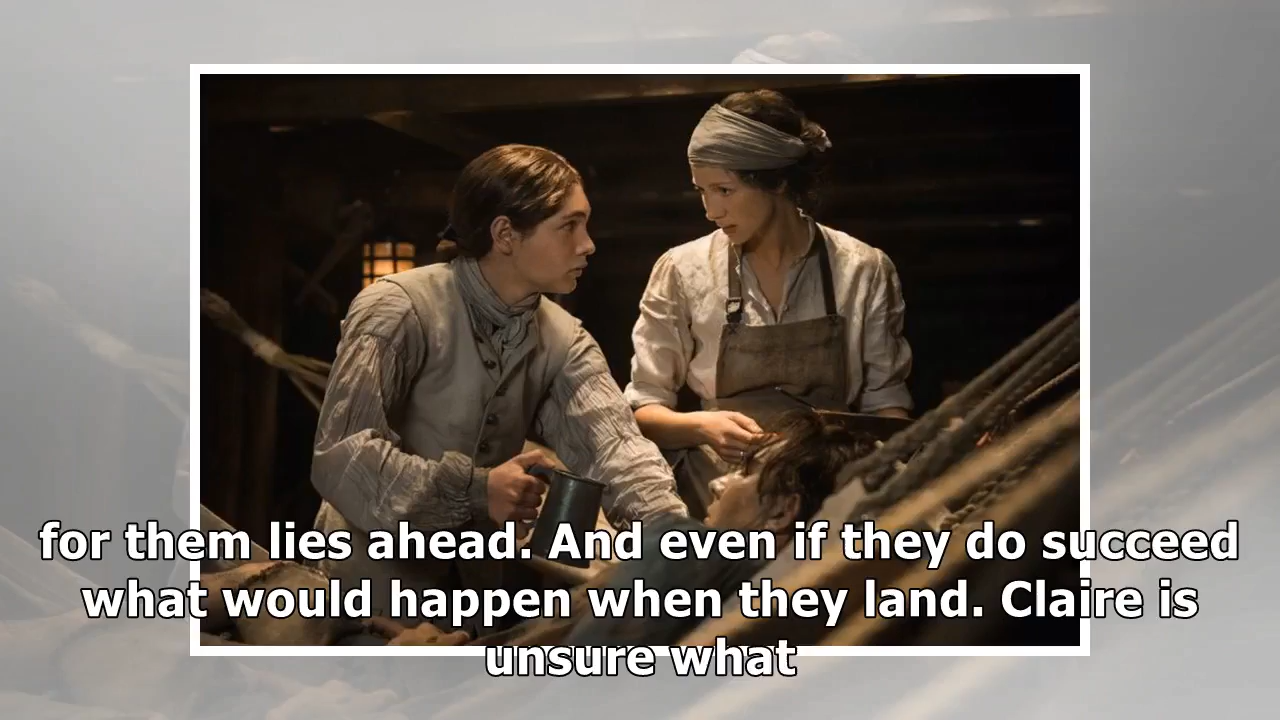 for them lies ahead. And even if they do succeed
what would happen when they land. Claire is
unsure what